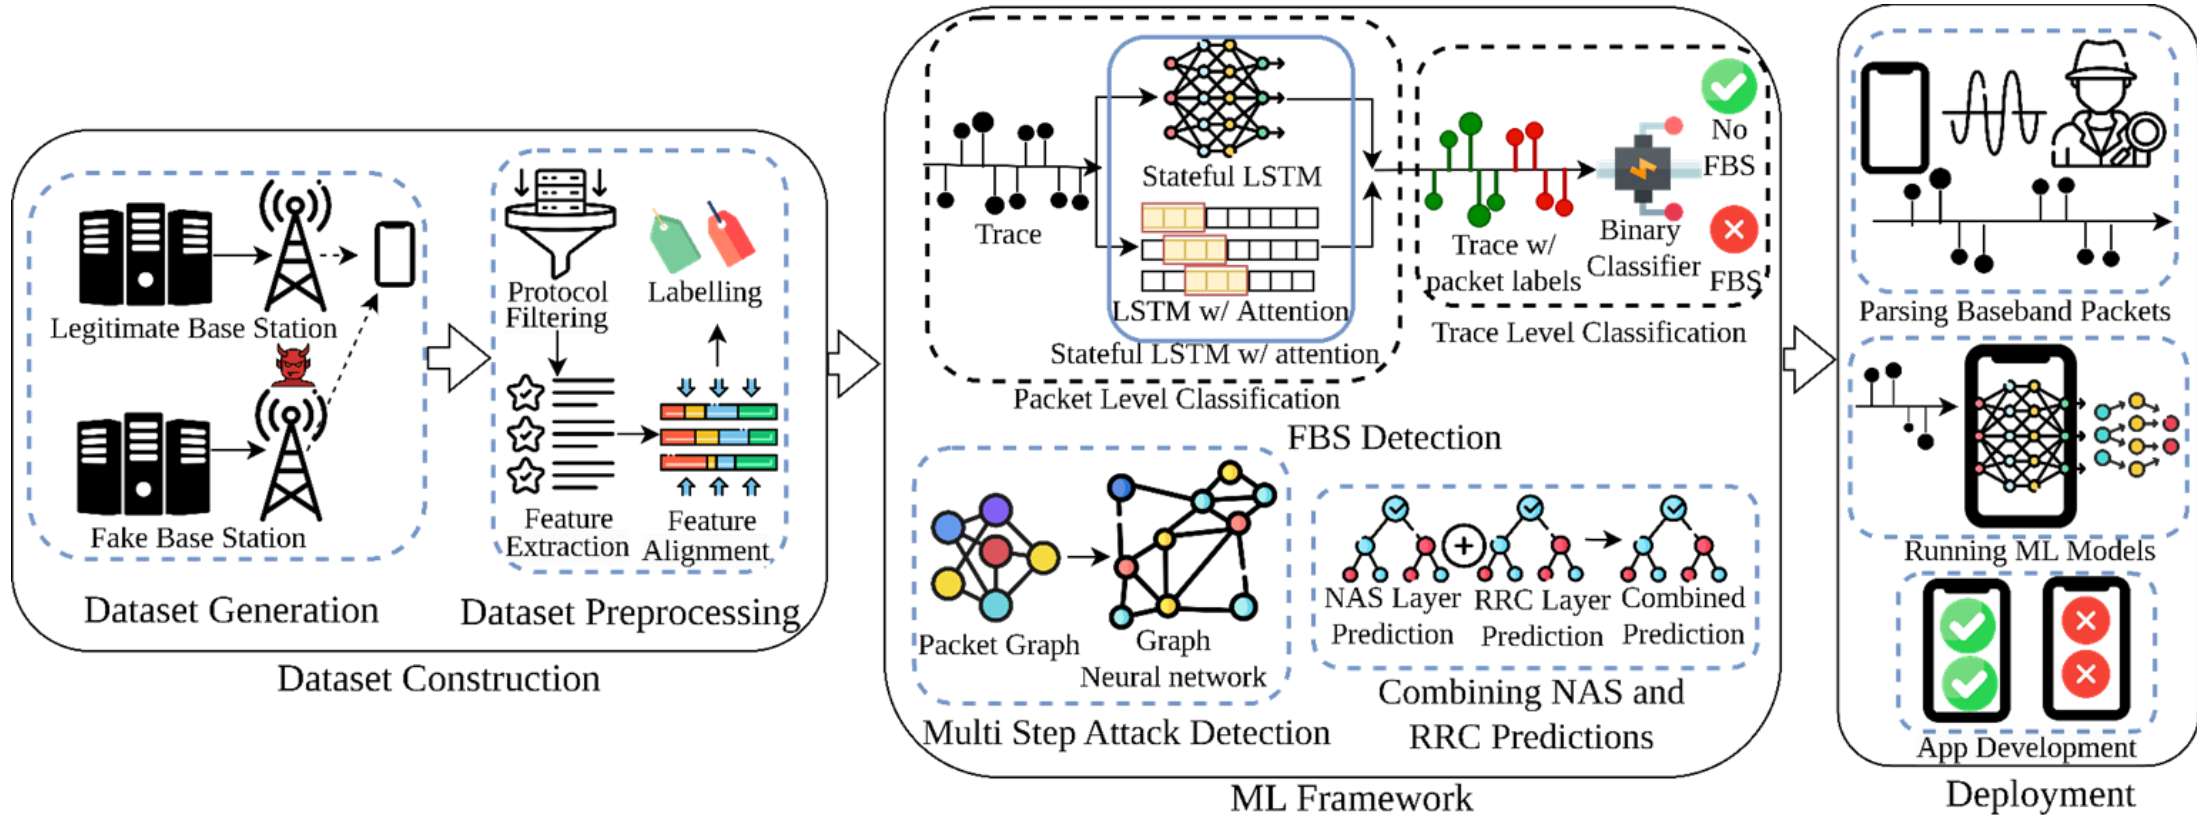 Legitimate Base Station
Fake Base Station
Dataset Generation
Protocol
Filtering
Labelling
Feature
Extraction
Feature
Alignment
Dataset Preprocessing
Dataset Construction
Trace
Stateful LSTM
LSTM w/ Attention
Stateful LSTM w/ attention
Packet Level Classification
Trace w/
packet labels
Binary
Classifier
No
FBS
FBS
Trace Level Classification
FBS Detection
Packet Graph
Graph
Neural network
Multi Step Attack Detection
NAS Layer
Prediction
RRC Layer
Prediction
Combined
Prediction
Combining NAS and
RRC Predictions
ML Framework
Parsing Baseband Packets
Running ML Models
App Development
Deployment